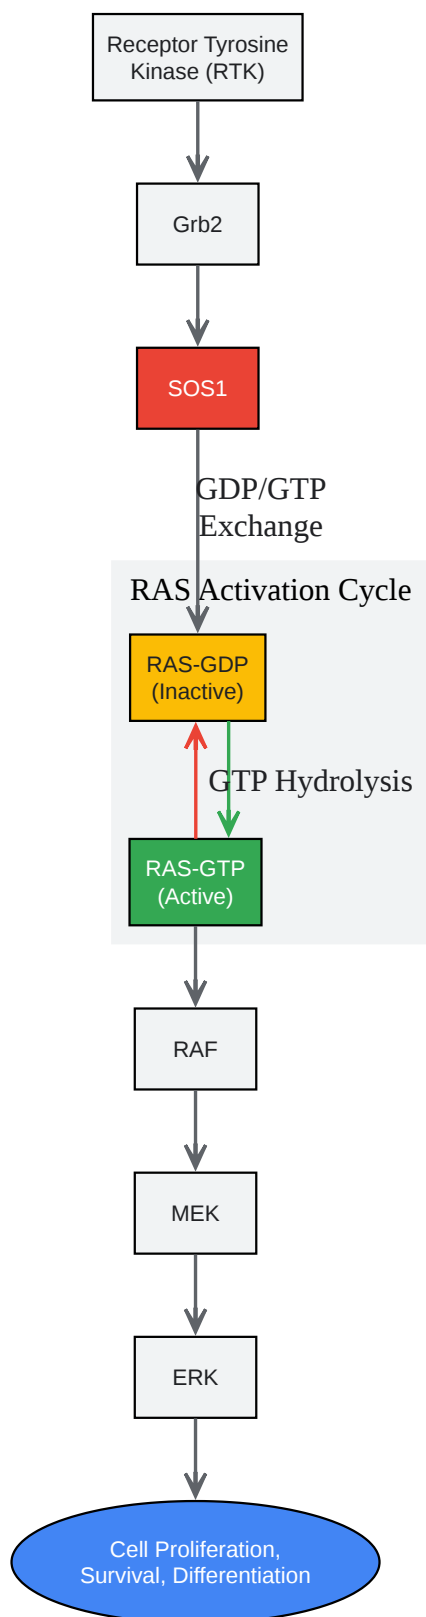 Receptor Tyrosine
Kinase (RTK)
Grb2
SOS1
GDP/GTP
Exchange
RAS Activation Cycle
RAS-GDP
(Inactive)
GTP Hydrolysis
RAS-GTP
(Active)
RAF
MEK
ERK
Cell Proliferation,
Survival, Differentiation